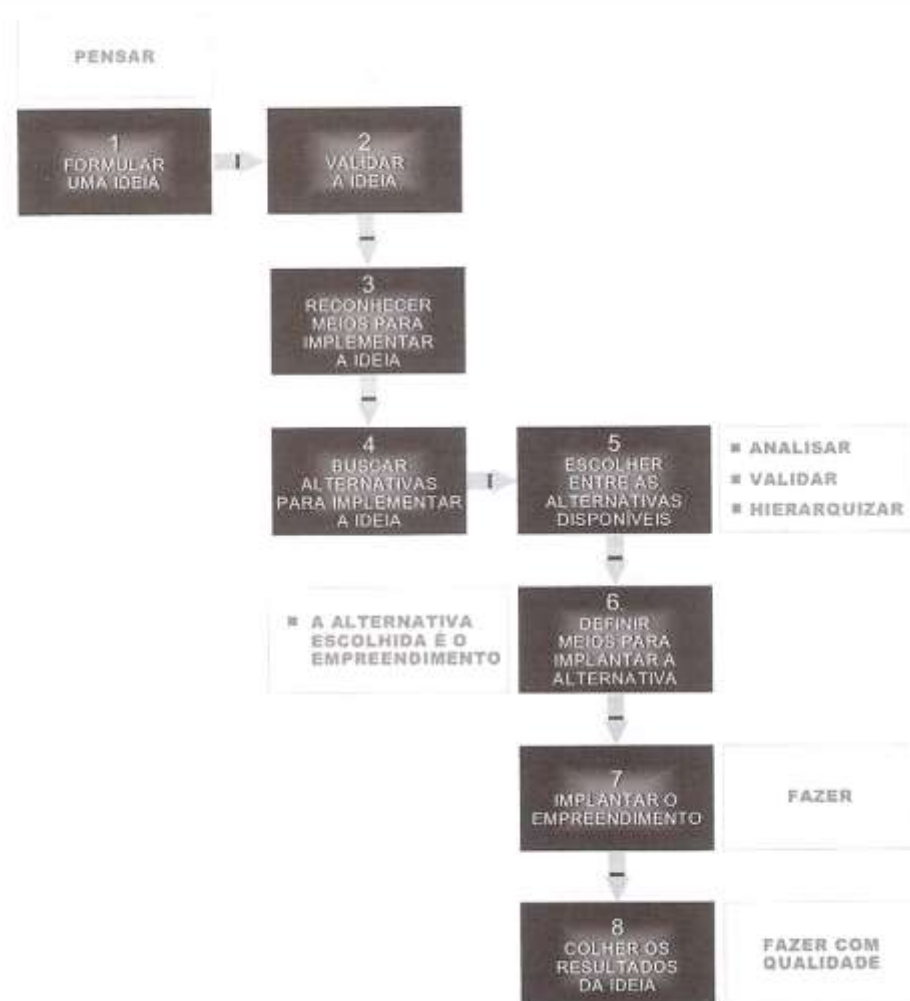 PENSAR
1
FORMULAR
UMA IDEIA
2
VALIDAR
A IDEIA
3
RECONHECER
MEIOS PARA
IMPLEMENTAR
A IDEIA
4
BUSCAR
ALTERNATIVAS
PARA IMPLEMENTAR
A IDEIA
5
ESCOLHER
ENTRE AS
ALTERNATIVAS
DISPONÍVEIS
■ ANALISAR
■ VALIDAR
■ HIERARQUIZAR
■ A ALTERNATIVA
ESCOLHIDA É O
EMPREENDIMENTO
6
DEFINIR
MEIOS PARA
IMPLANTAR A
ALTERNATIVA
7
IMPLANTAR O
EMPREENDIMENTO
FAZER
8
COLHER OS
RESULTADOS
DA IDEIA
FAZER COM
QUALIDADE